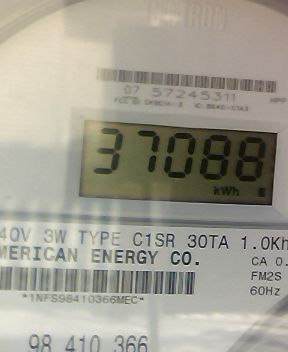 07 57245311
HPP
37088
kWh
40V 3W TYPE C1SR 30TA 1.0Kh
MERICAN ENERGY CO.
CA 0.
FM2S
*1NFS98410366MEC*
60Hz
98 410 366